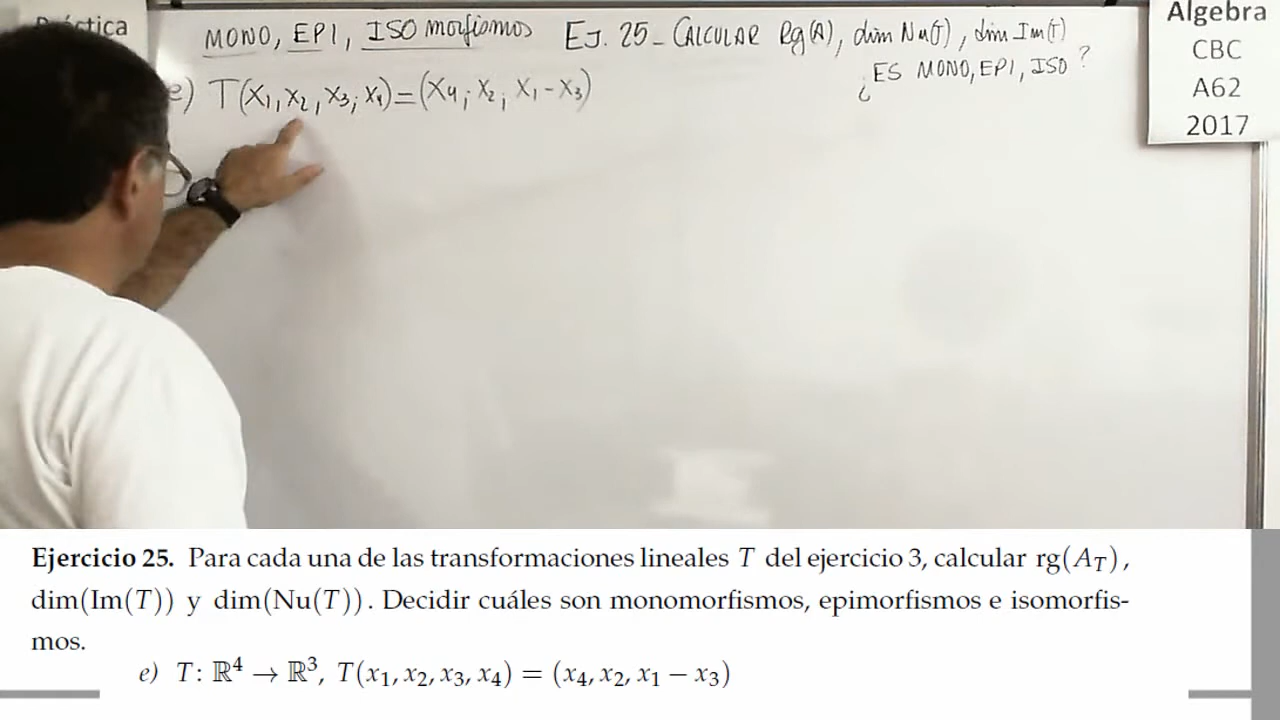 MONO, EPI, ISO morfismos EJ. 25_ CALCULAR Rg(A), dim Nu(T), dim Im(T)
¿ES MONO, EPI, ISO?
e) T(x1, x2, x3, x4) = (x4, x2, x1 - x3)
Algebra
CBC
A62
2017
Ejercicio 25. Para cada una de las transformaciones lineales T del ejercicio 3, calcular rg(A_T),
dim(Im(T)) y dim(Nu(T)). Decidir cuáles son monomorfismos, epimorfismos e isomorfis-
mos.
e) T: ℝ⁴ → ℝ³, T(x₁, x₂, x₃, x₄) = (x₄, x₂, x₁ − x₃)